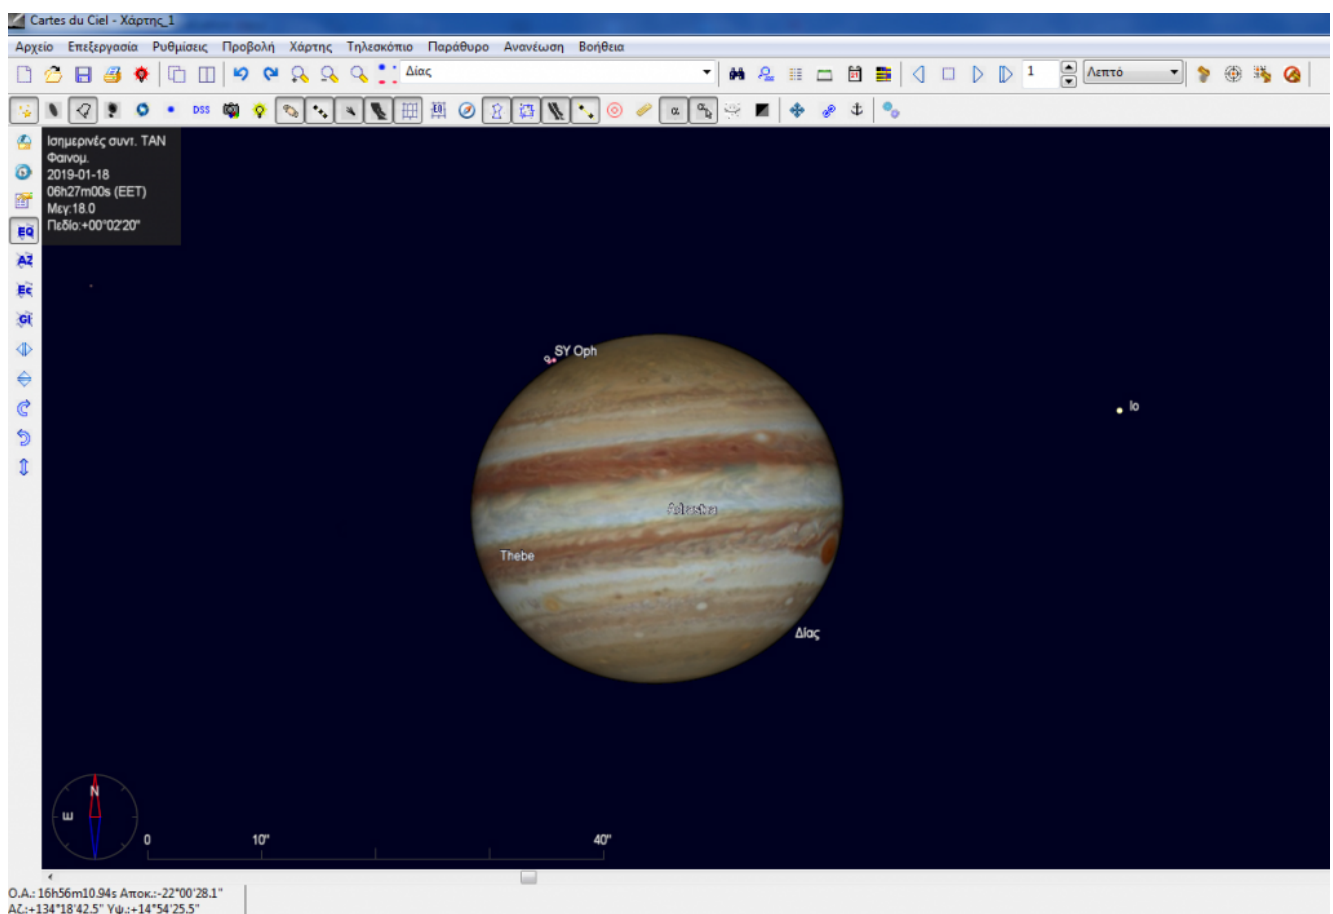 Cartes du Ciel - Χάρτης_1
Αρχείο Επεξεργασία Ρυθμίσεις Προβολή Χάρτης Τηλεσκόπιο Παράθυρο Ανανέωση Βοήθεια
Δίας 1 Λεπτό
DSS α
Ισημερινές συντ. TAN
Φαινομ.
2019-01-18
06h27m00s (EET)
Μεγ:18.0
Πεδίο:+00°02'20"
EQ
AZ
Ec
Gl
SY Oph
Io
Thebe
Δίας
N
E
0 10" 40"
Ο.Α.: 16h56m10.94s Αποκ.:-22°00'28.1"
ΑΖ:+134°18'42.5" Υψ.:+14°54'25.5"